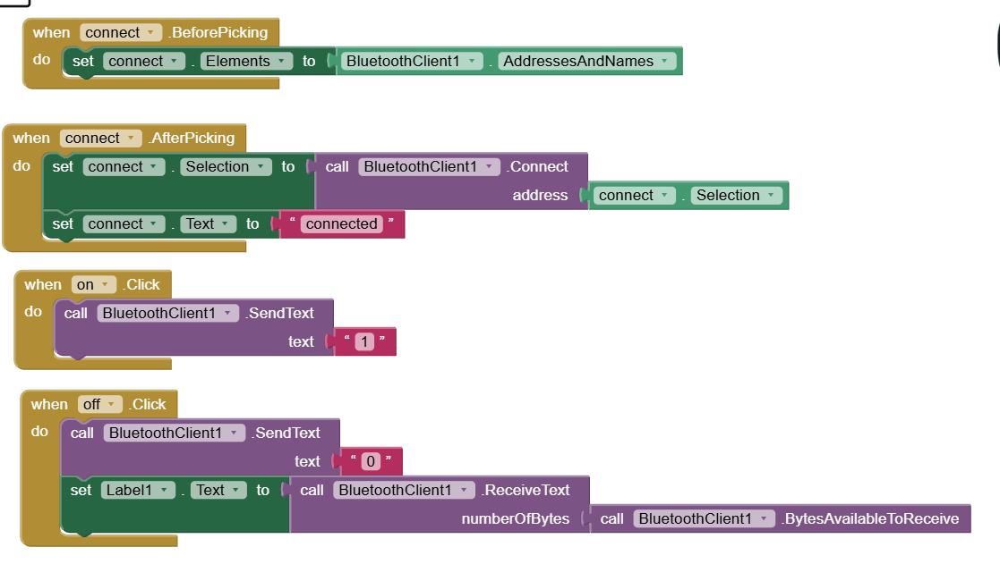 when connect .BeforePicking
do set connect . Elements to BluetoothClient1 . AddressesAndNames
when connect .AfterPicking
do set connect . Selection to call BluetoothClient1 .Connect
address connect . Selection
set connect . Text to “ connected ”
when on .Click
do call BluetoothClient1 .SendText
text “ 1 ”
when off .Click
do call BluetoothClient1 .SendText
text “ 0 ”
set Label1 . Text to call BluetoothClient1 .ReceiveText
numberOfBytes call BluetoothClient1 .BytesAvailableToReceive